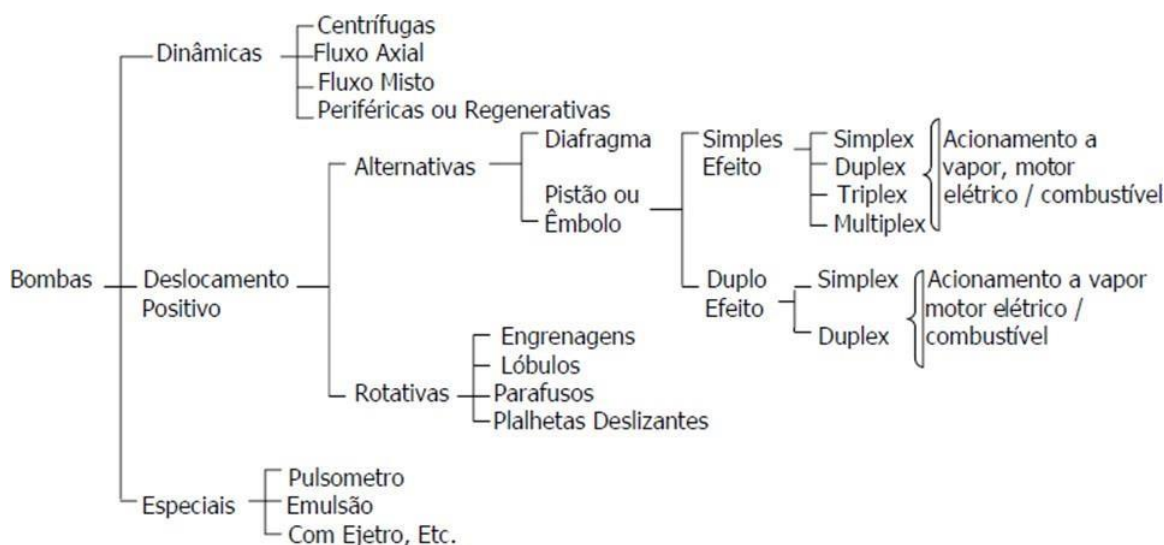 Centrífugas
Dinâmicas
Fluxo Axial
Fluxo Misto
Periféricas ou Regenerativas
Diafragma
Simples
Efeito
Simplex
Duplex
Triplex
Multiplex
Acionamento a
vapor, motor
elétrico / combustível
Alternativas
Pistão ou
Êmbolo
Bombas
Deslocamento
Positivo
Duplo
Efeito
Simplex
Duplex
Acionamento a vapor
motor elétrico /
combustível
Engrenagens
Lóbulos
Rotativas
Parafusos
Plalhetas Deslizantes
Pulsometro
Especiais
Emulsão
Com Ejetro, Etc.